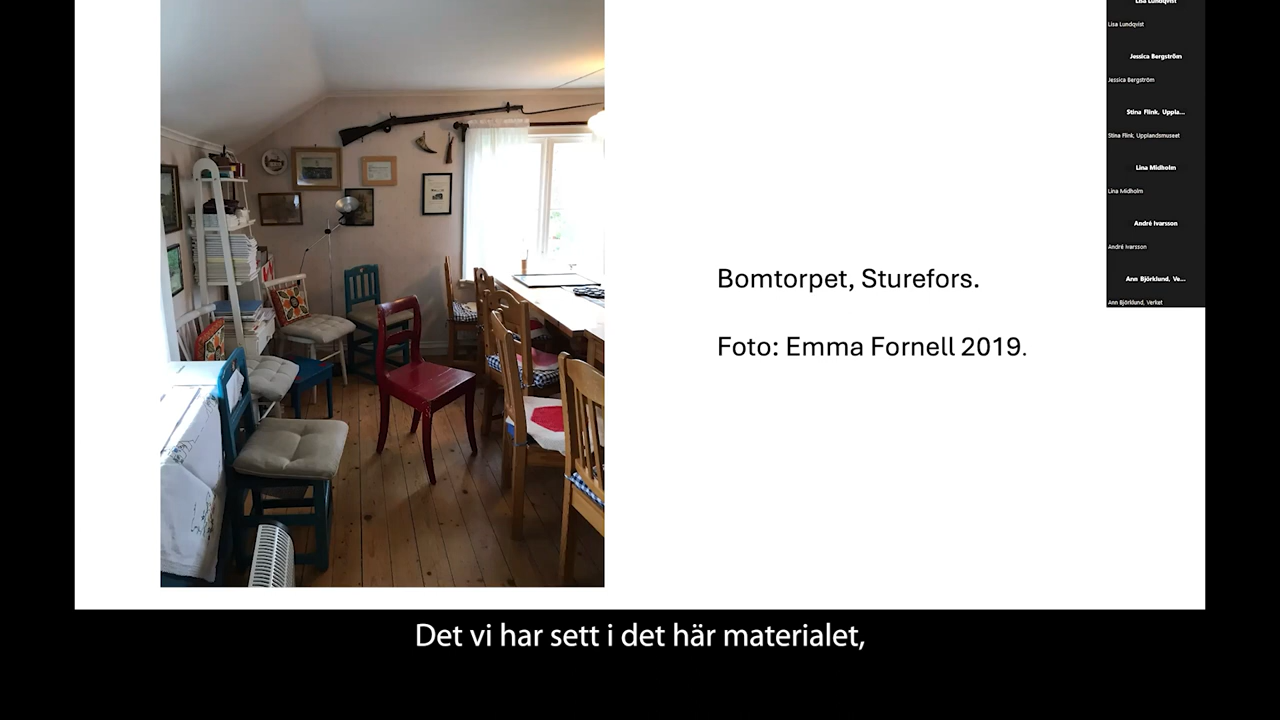 Lisa Lundqvist
Lisa Lundqvist
Jessica Bergström
Jessica Bergström
Stina Flink, Uppla...
Stina Flink, Upplandsmuseet
Lina Midholm
Lina Midholm
André Ivarsson
André Ivarsson
Ann Björklund, Ve...
Ann Björklund, Verket
Bomtorpet, Sturefors.
Foto: Emma Fornell 2019.
Det vi har sett i det här materialet,